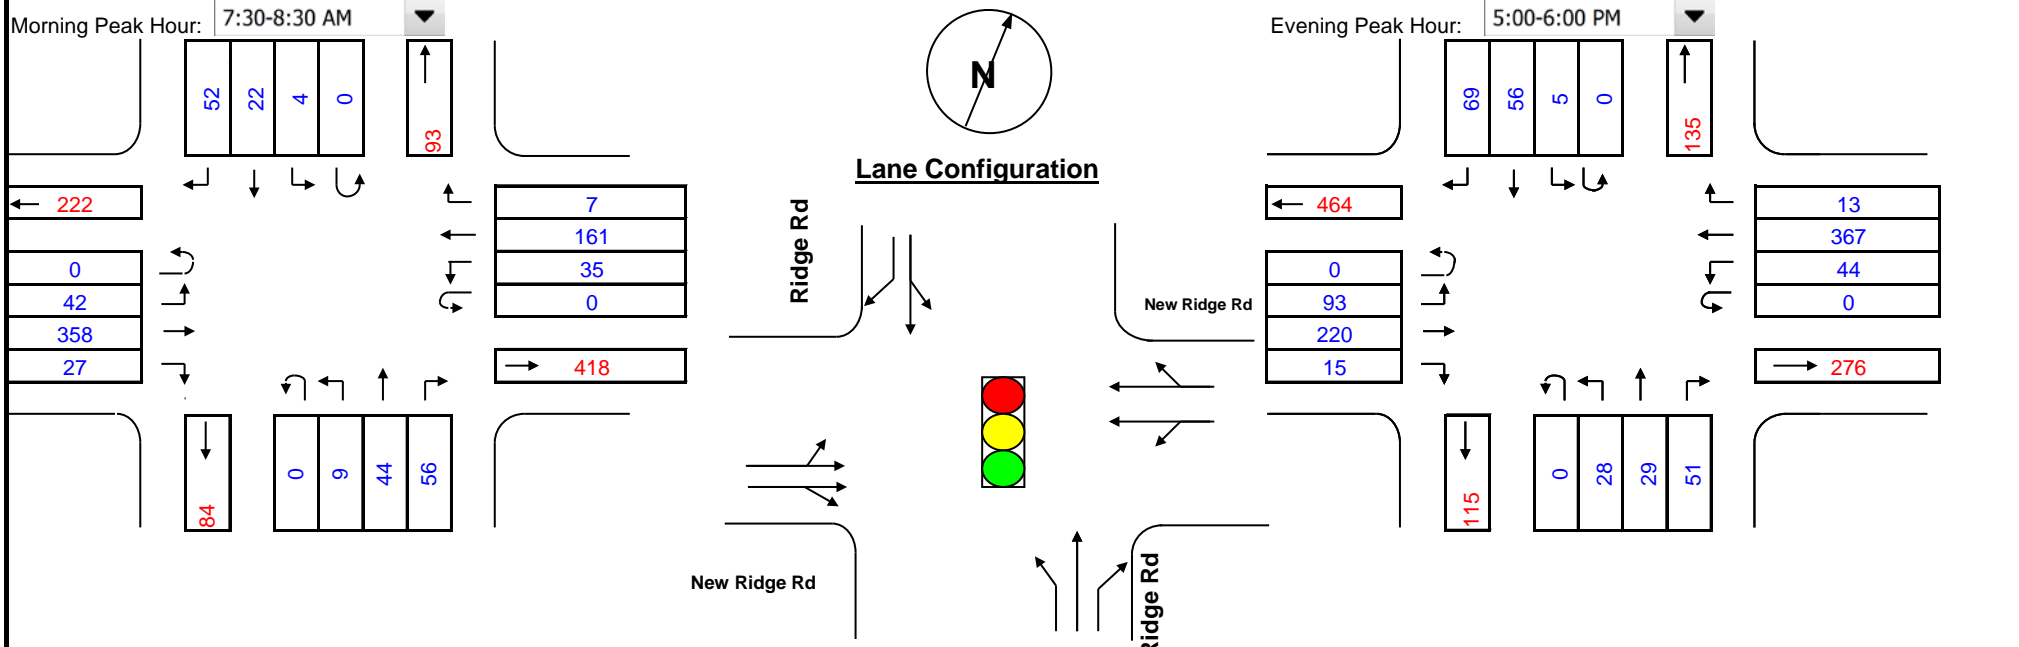 Morning Peak Hour: 7:30-8:30 AM
52 22 4 0 93
222
0
42
358
27
7
161
35
0
418
84 0 9 44 56
N
Lane Configuration
Ridge Rd
New Ridge Rd
New Ridge Rd
Ridge Rd
Evening Peak Hour: 5:00-6:00 PM
69 56 5 0 135
464
0
93
220
15
13
367
44
0
276
115 0 28 29 51